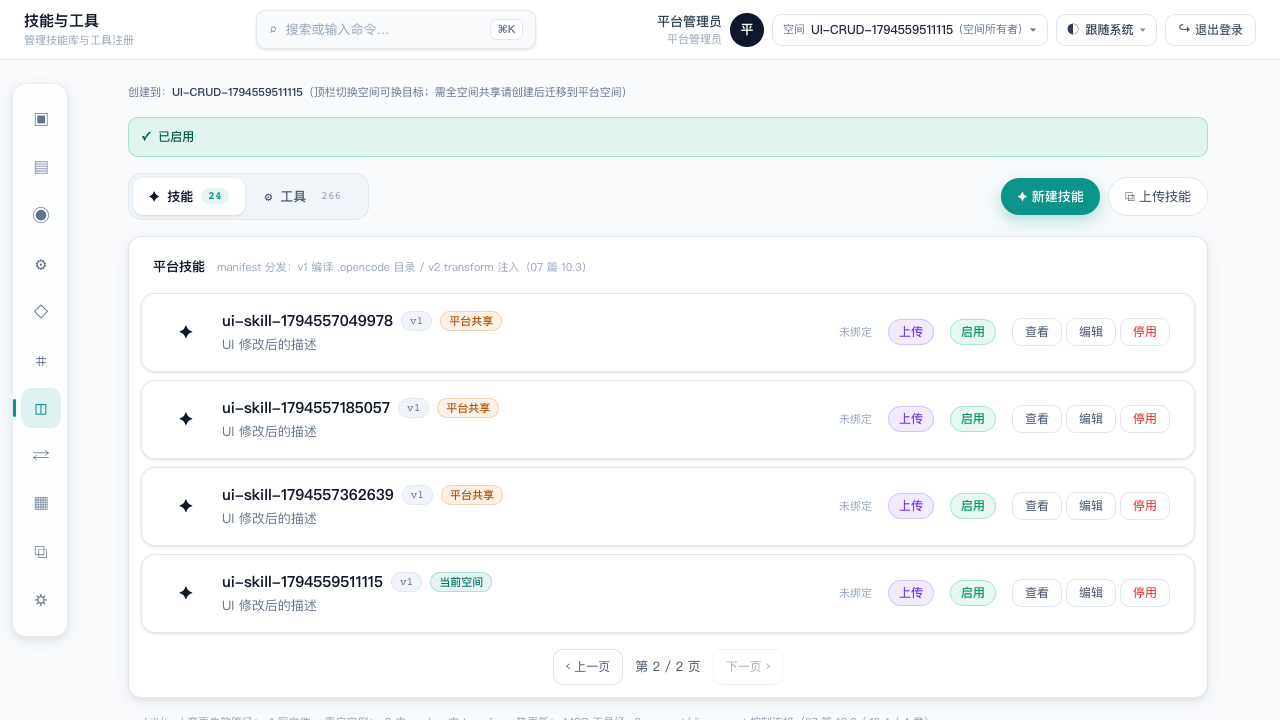 技能与工具
管理技能库与工具注册
搜索或输入命令… ⌘K
平台管理员
平台管理员
平
空间 UI-CRUD-1794559511115 (空间所有者)
跟随系统
退出登录
创建到: UI-CRUD-1794559511115 (顶栏切换空间可换目标; 需全空间共享请创建后迁移到平台空间)
✓ 已启用
✦ 技能 24
⚙ 工具 266
✦ 新建技能
上传技能
平台技能 manifest 分发: v1 编译 .opencode 目录 / v2 transform 注入 (07 篇 10.3)
✦ ui-skill-1794557049978 v1 平台共享
UI 修改后的描述
未绑定 上传 启用 查看 编辑 停用
✦ ui-skill-1794557185057 v1 平台共享
UI 修改后的描述
未绑定 上传 启用 查看 编辑 停用
✦ ui-skill-1794557362639 v1 平台共享
UI 修改后的描述
未绑定 上传 启用 查看 编辑 停用
✦ ui-skill-1794559511115 v1 当前空间
UI 修改后的描述
未绑定 上传 启用 查看 编辑 停用
‹ 上一页 第 2 / 2 页 下一页 ›